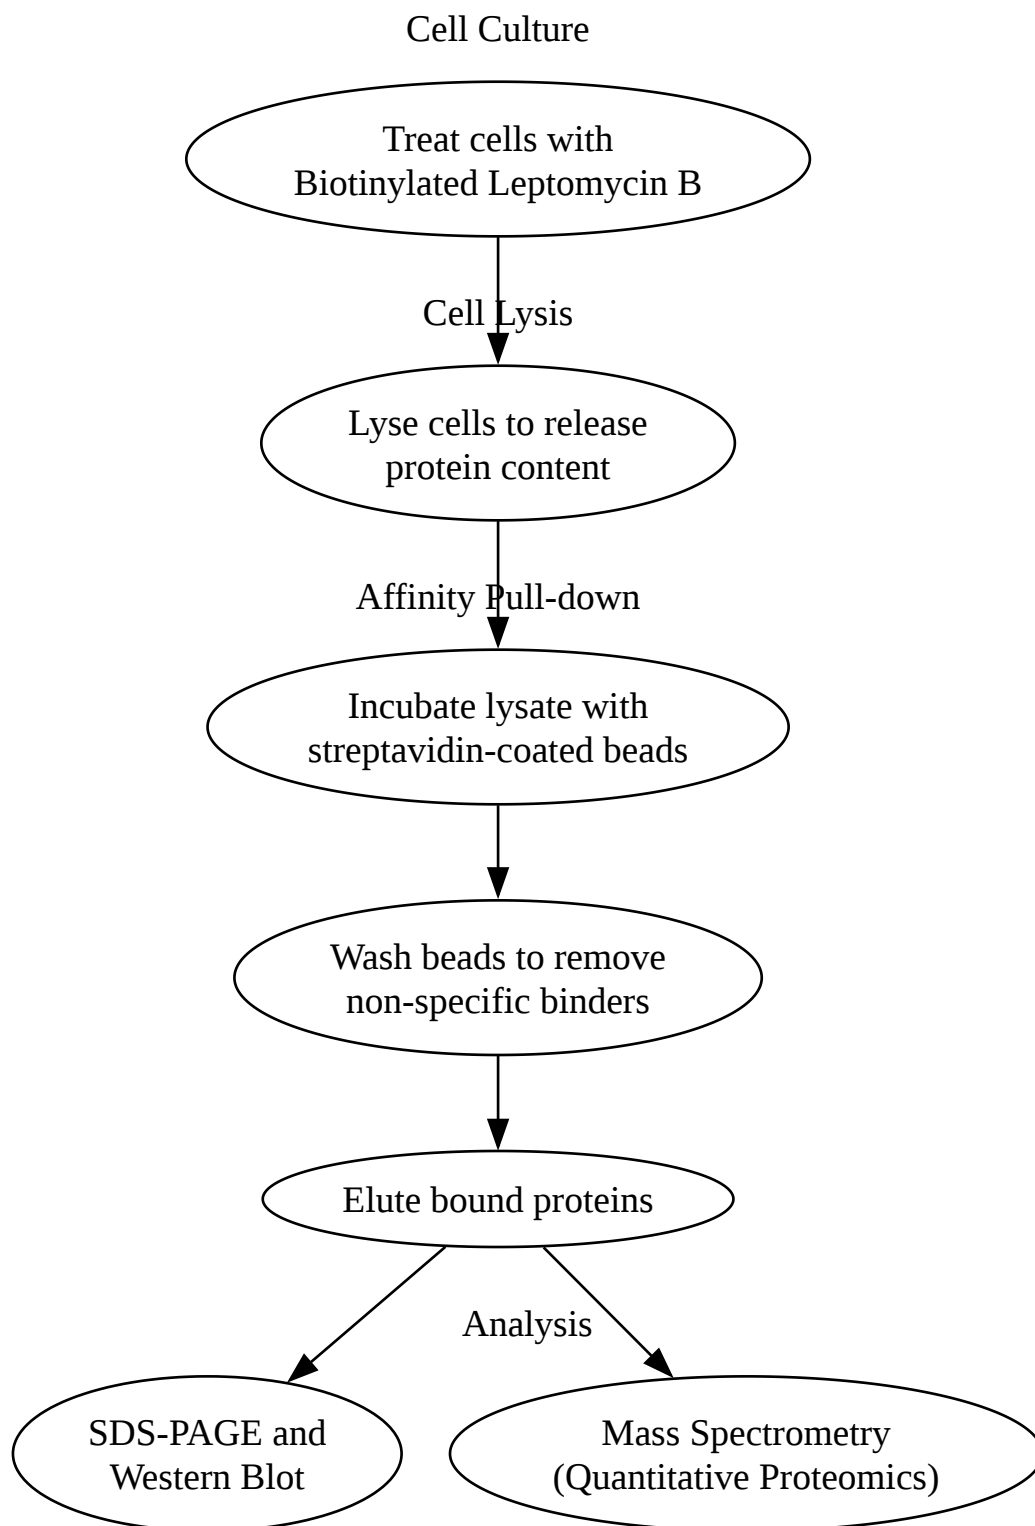 Cell Culture
Treat cells with
Biotinylated Leptomycin B
Cell Lysis
Lyse cells to release
protein content
Affinity Pull-down
Incubate lysate with
streptavidin-coated beads
Wash beads to remove
non-specific binders
Elute bound proteins
Analysis
SDS-PAGE and
Western Blot
Mass Spectrometry
(Quantitative Proteomics)